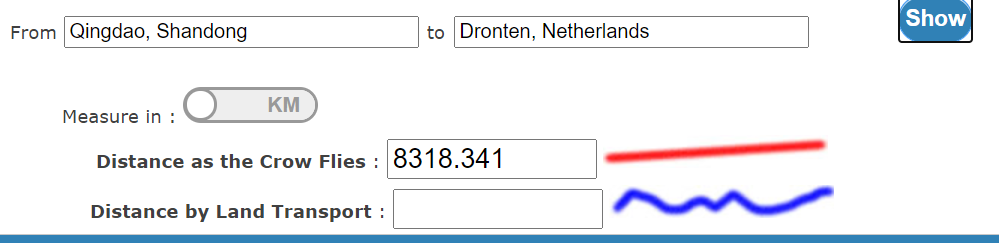 From Qingdao, Shandong to Dronten, Netherlands Show
Measure in : KM
Distance as the Crow Flies : 8318.341
Distance by Land Transport :